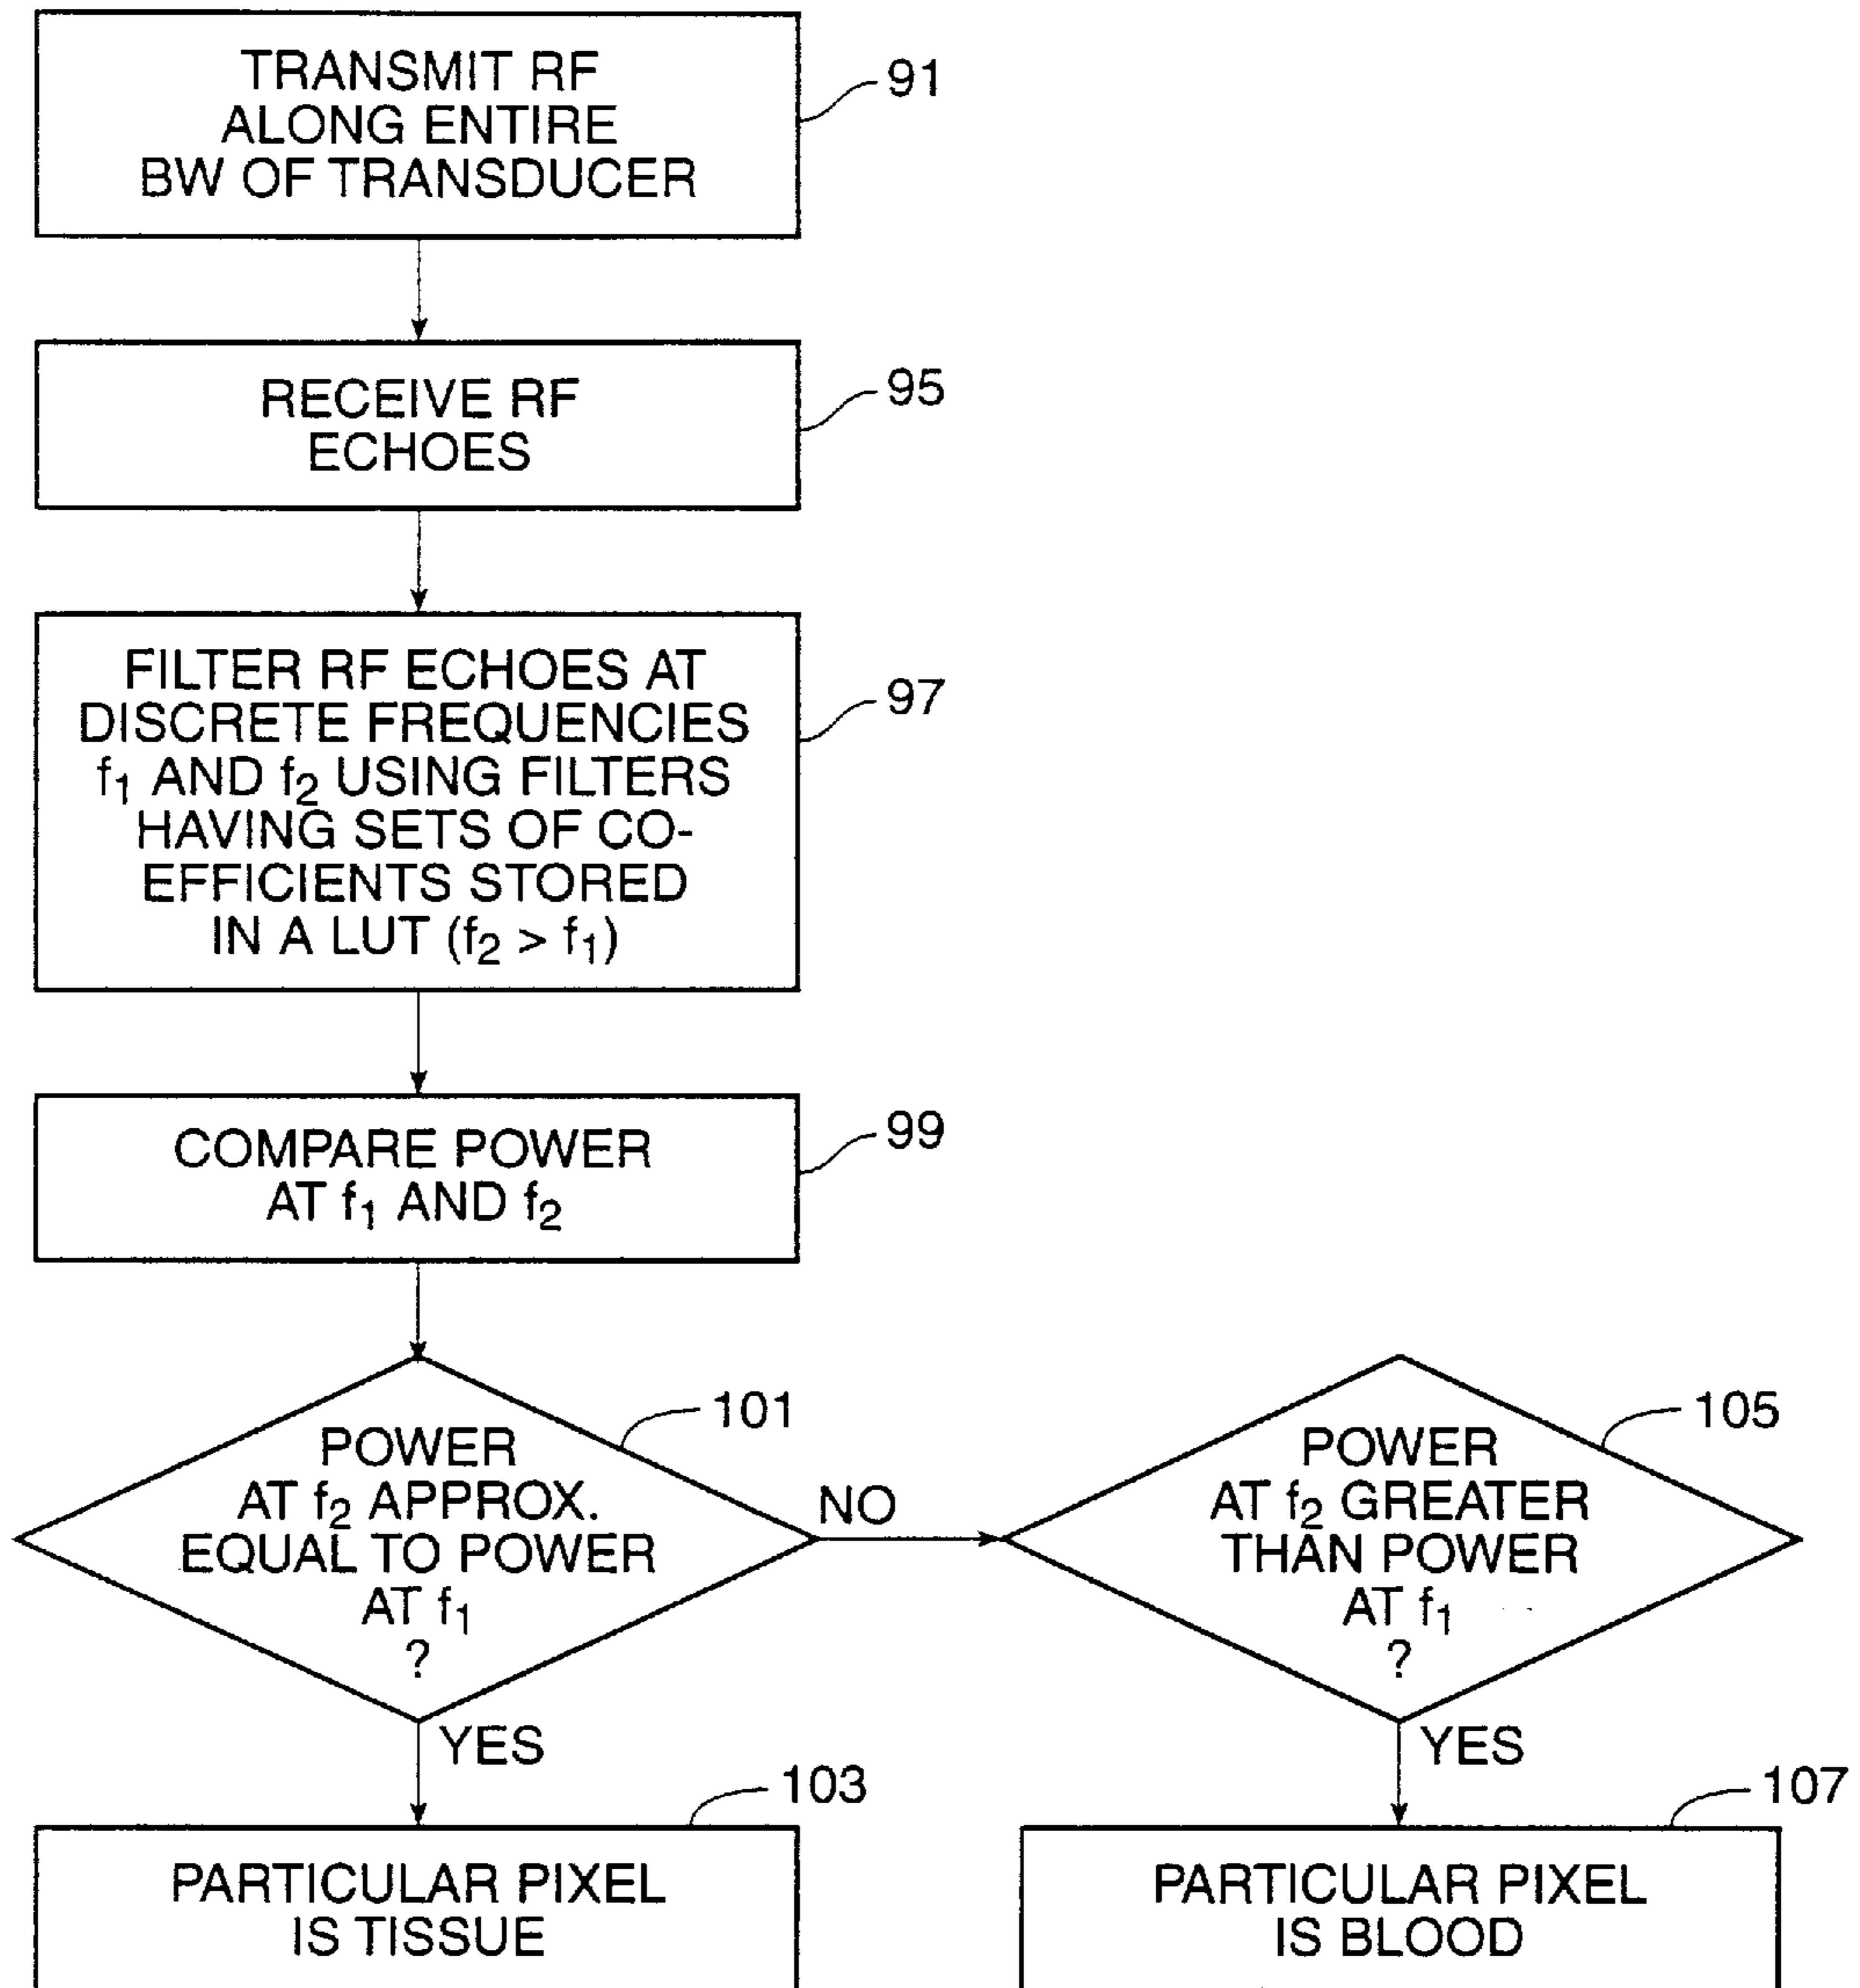 TRANSMIT RF
ALONG ENTIRE
BW OF TRANSDUCER
91
RECEIVE RF
ECHOES
95
FILTER RF ECHOES AT
DISCRETE FREQUENCIES
f₁ AND f₂ USING FILTERS
HAVING SETS OF CO-
EFFICIENTS STORED
IN A LUT (f₂ > f₁)
97
COMPARE POWER
AT f₁ AND f₂
99
POWER
AT f₂ APPROX.
EQUAL TO POWER
AT f₁
?
101
NO
POWER
AT f₂ GREATER
THAN POWER
AT f₁
?
105
YES
YES
103
PARTICULAR PIXEL
IS TISSUE
107
PARTICULAR PIXEL
IS BLOOD